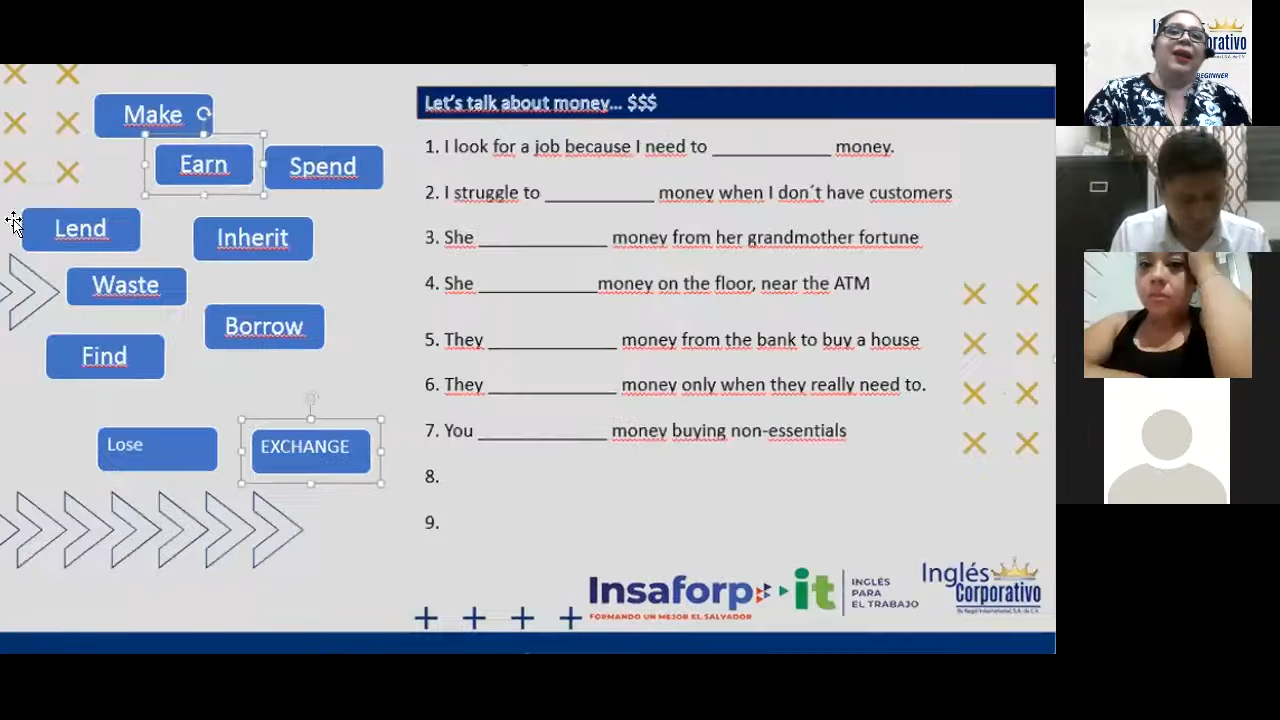 Make
Earn
Spend
Lend
Inherit
Waste
Borrow
Find
Lose
EXCHANGE
Let's talk about money... $$$
1. I look for a job because I need to ____________ money.
2. I struggle to ___________ money when I don´t have customers
3. She _____________ money from her grandmother fortune
4. She ____________money on the floor, near the ATM
5. They _____________ money from the bank to buy a house
6. They _____________ money only when they really need to.
7. You _____________ money buying non-essentials
8.
9.
Insaforp
FORMANDO UN MEJOR EL SALVADOR
it
INGLÉS
PARA
EL TRABAJO
Inglés
Corporativo
Inglés